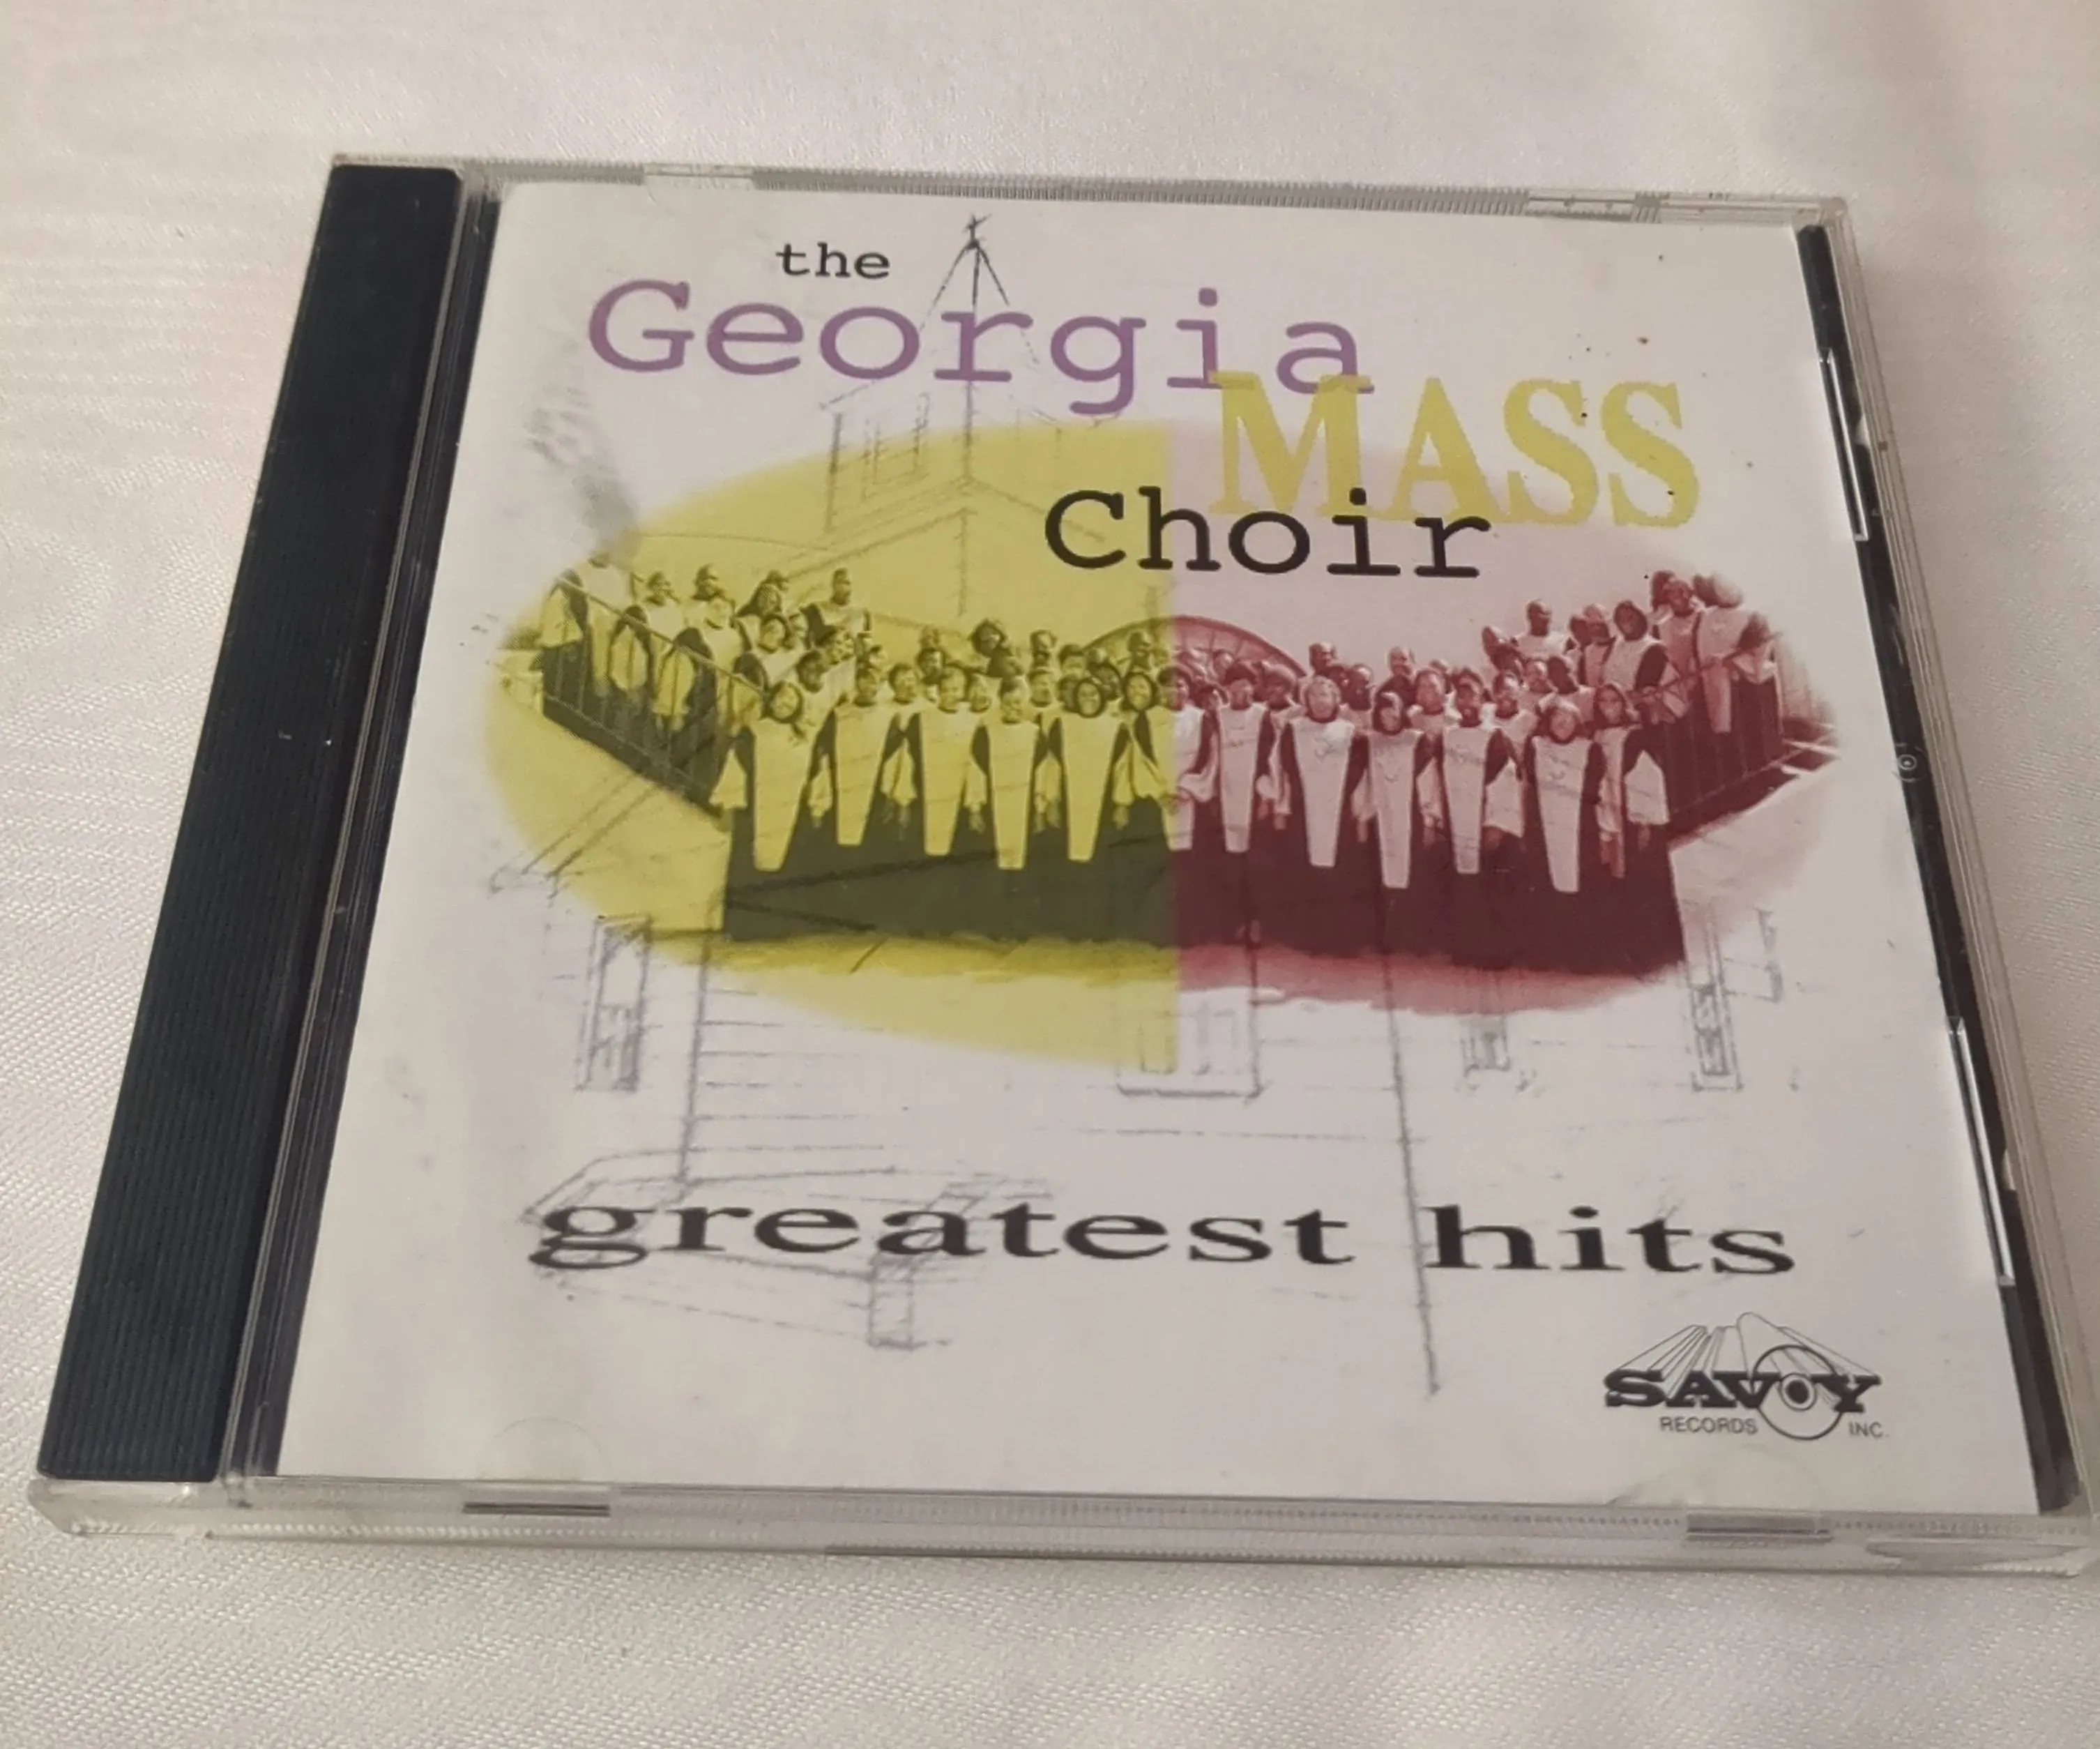 the
Georgia
MASS
Choir
greatest hits
SAVOY
RECORDS INC.